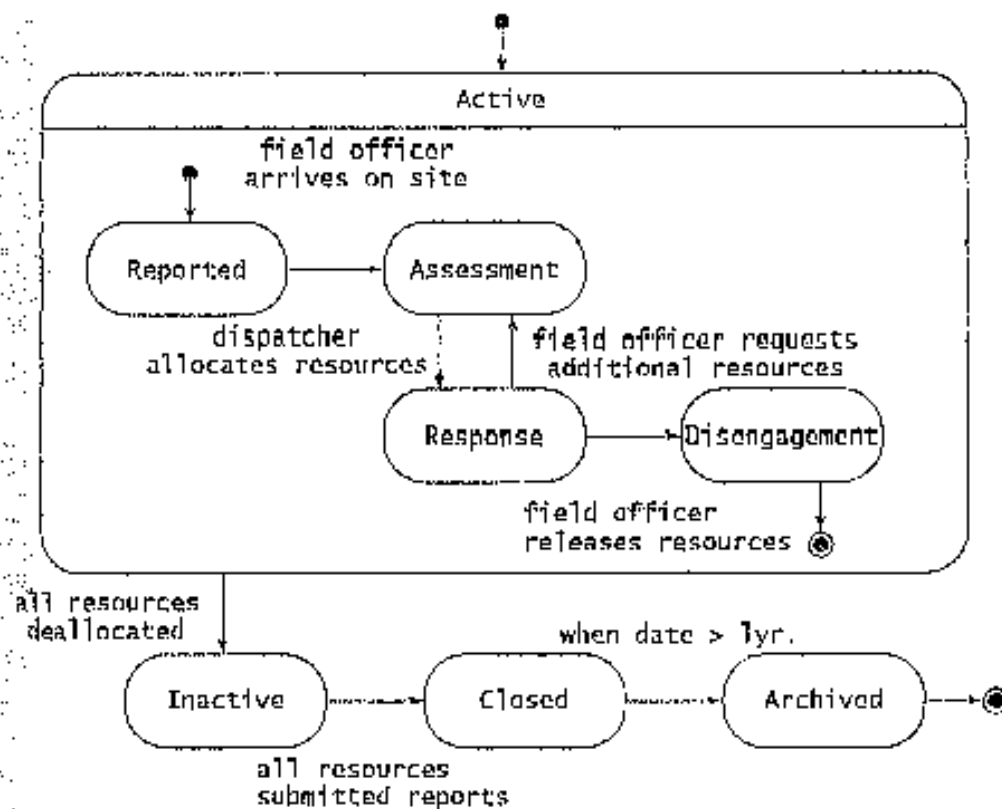 Active
field officer
arrives on site
Reported
Assessment
dispatcher
allocates resources
field officer requests
additional resources
Response
Disengagement
field officer
releases resources
all resources
deallocated
when date > 1yr.
Inactive
Closed
Archived
all resources
submitted reports